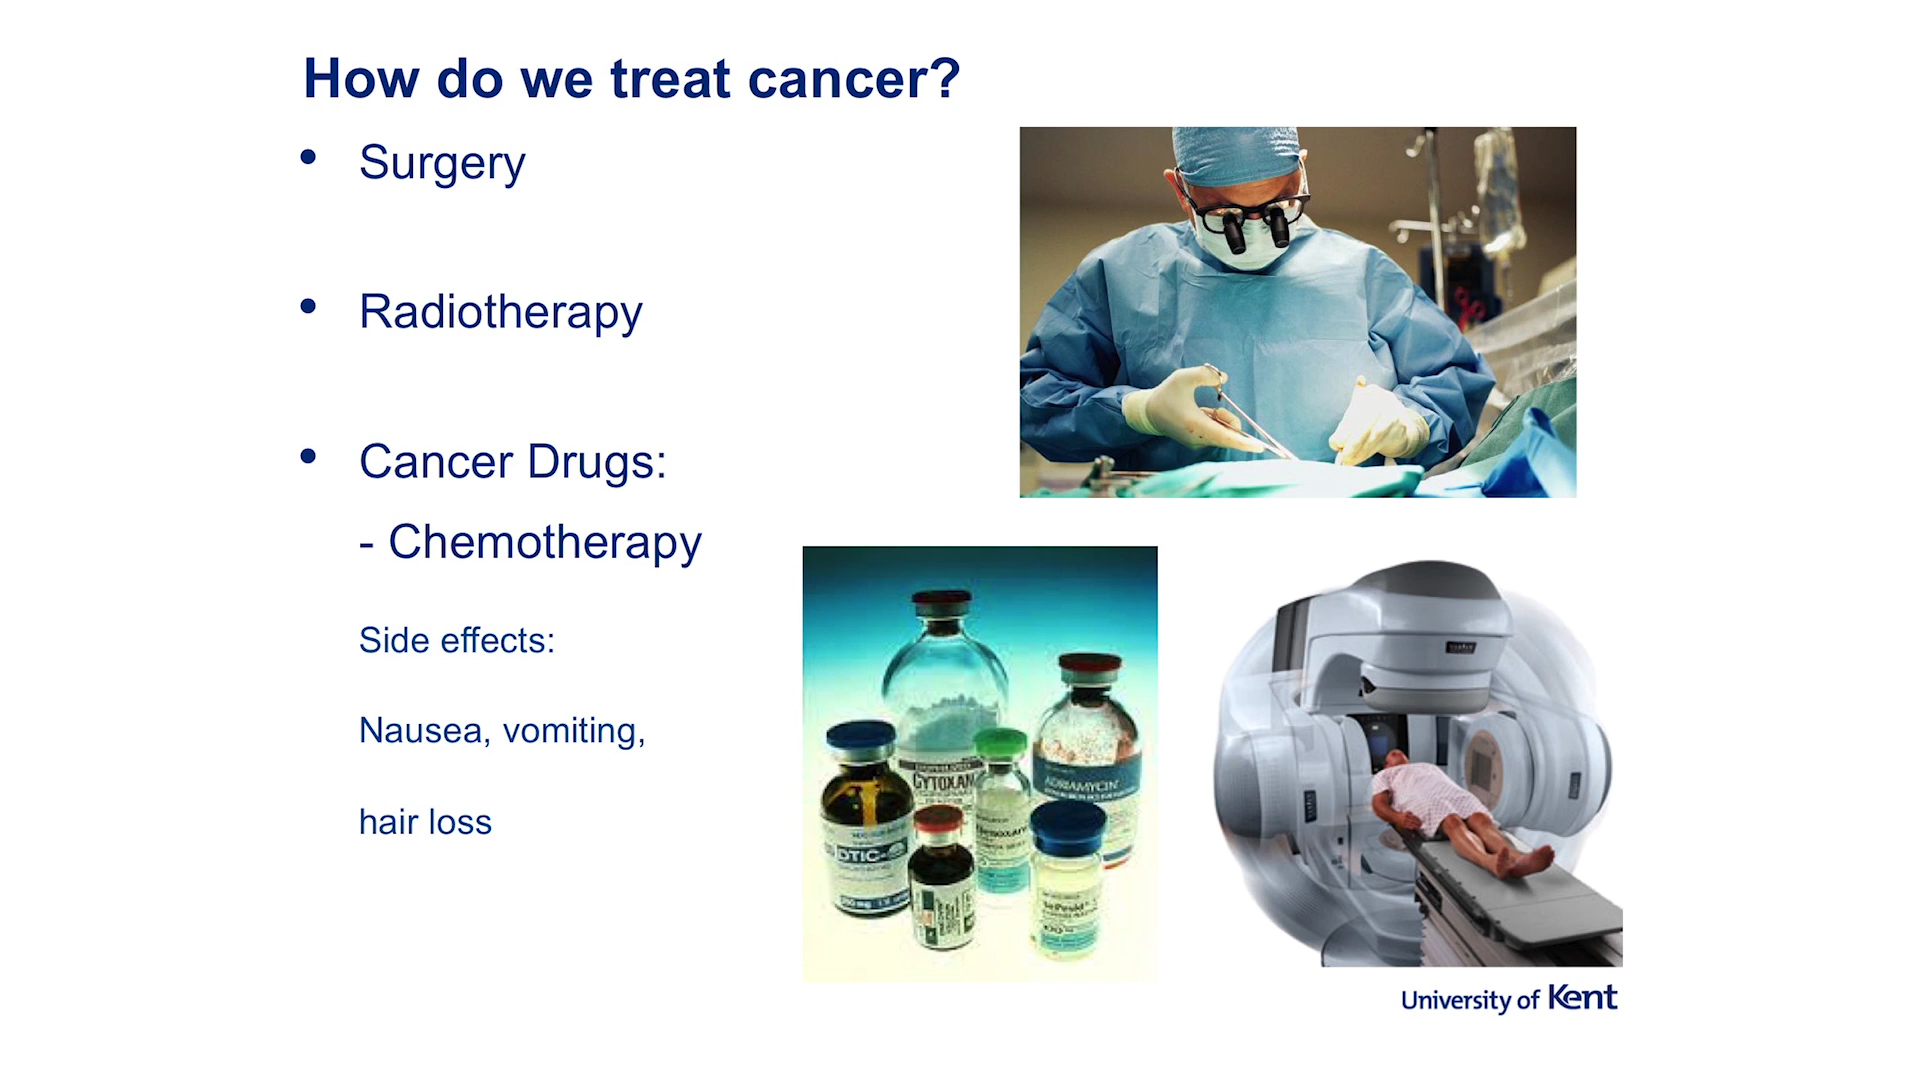 How do we treat cancer?
• Surgery
• Radiotherapy
• Cancer Drugs:
- Chemotherapy
Side effects:
Nausea, vomiting,
hair loss
CYTOXAN
ADRIAMYCIN
DTIC-
University of Kent